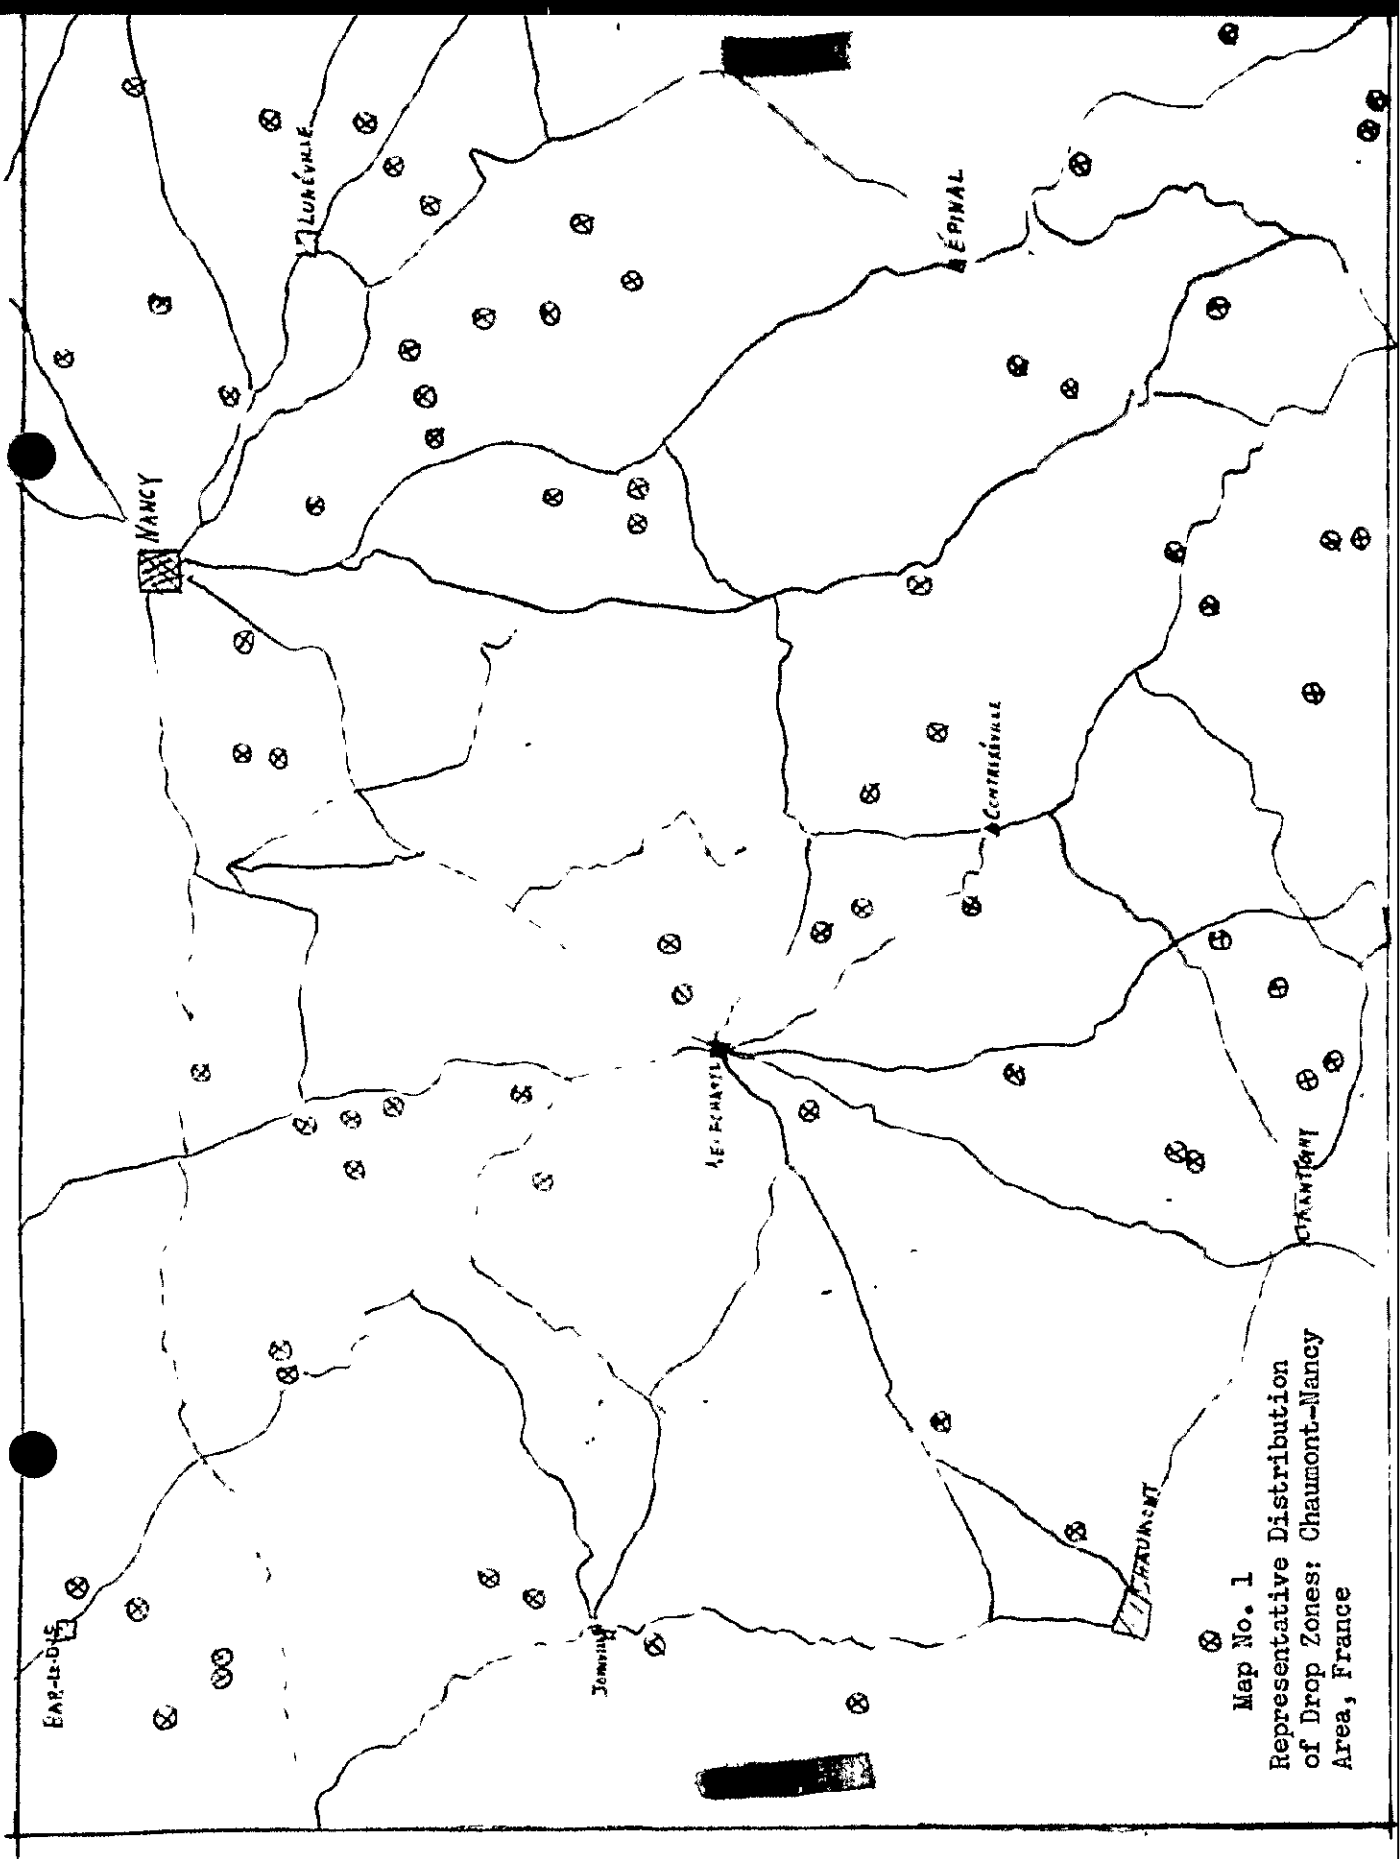 BAR-LE-DUC
NANCY
LUNÉVILLE
JOINVILLE
ÉPINAL
CONTREXÉVILLE
CHAUMONT
Map No. 1
Representative Distribution
of Drop Zones: Chaumont-Nancy
Area, France